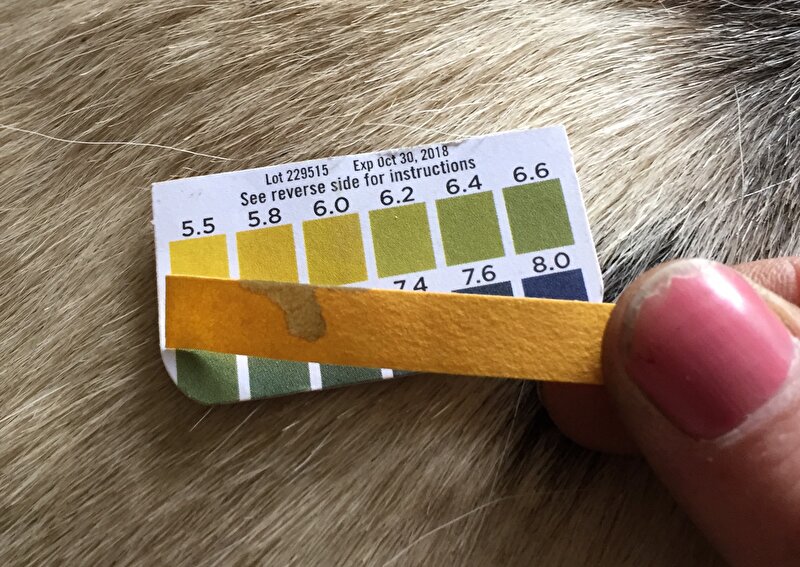 Lot 229515 Exp Oct 30, 2018
See reverse side for instructions
5.5 5.8 6.0 6.2 6.4 6.6
7.4 7.6 8.0